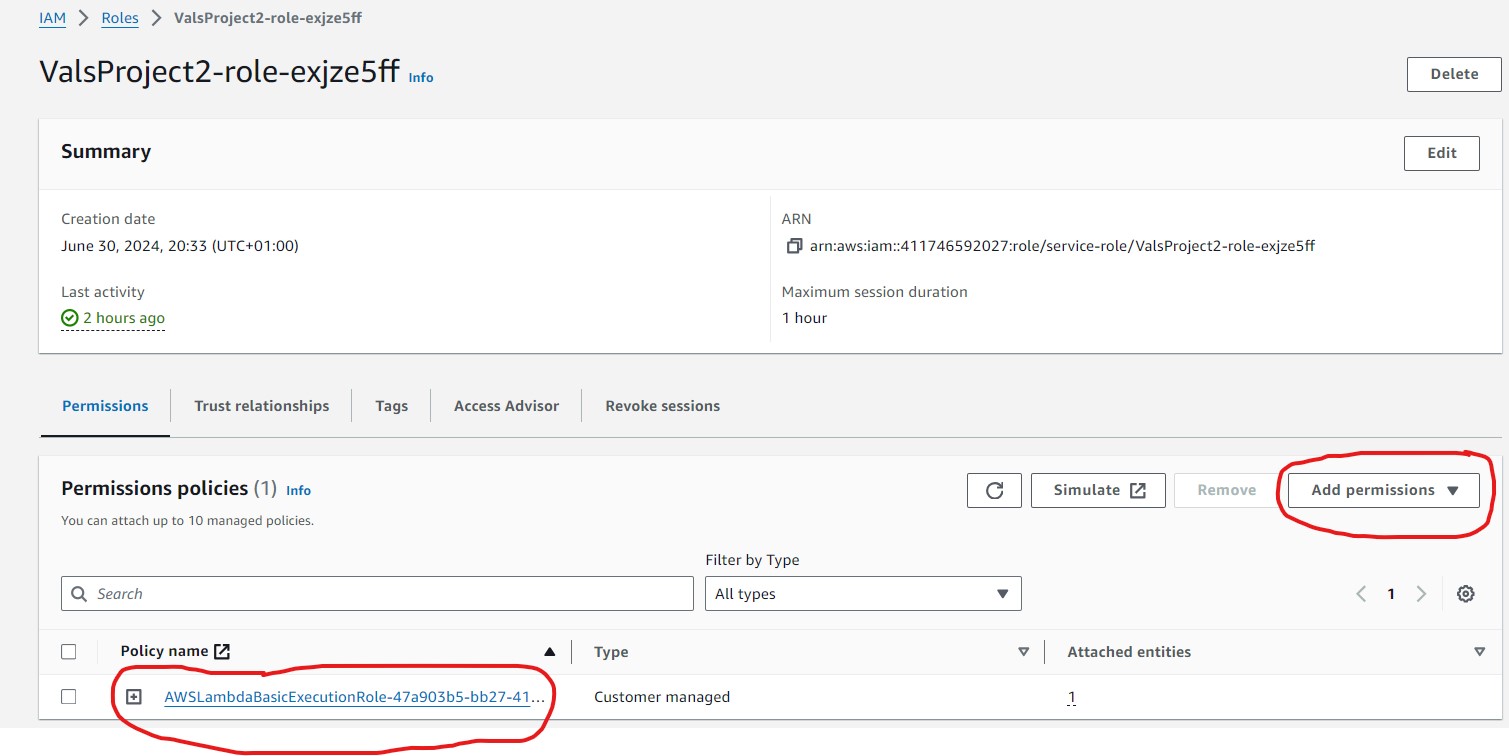 IAM > Roles > ValsProject2-role-exjze5ff
ValsProject2-role-exjze5ff Info
Delete
Summary
Edit
Creation date
June 30, 2024, 20:33 (UTC+01:00)
ARN
arn:aws:iam::411746592027:role/service-role/ValsProject2-role-exjze5ff
Last activity
2 hours ago
Maximum session duration
1 hour
Permissions Trust relationships Tags Access Advisor Revoke sessions
Permissions policies (1) Info
Simulate Remove Add permissions
You can attach up to 10 managed policies.
Filter by Type
Search All types 1
Policy name Type Attached entities
AWSLambdaBasicExecutionRole-47a903b5-bb27-41... Customer managed 1